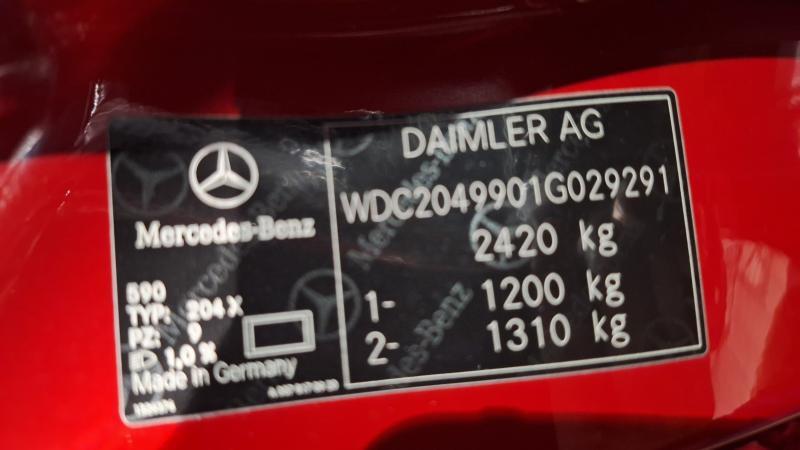 Mercedes-Benz
590
TYP: 204 X
PZ: 9
1,0 %
Made in Germany
DAIMLER AG
WDC2049901G029291
2420 kg
1- 1200 kg
2- 1310 kg